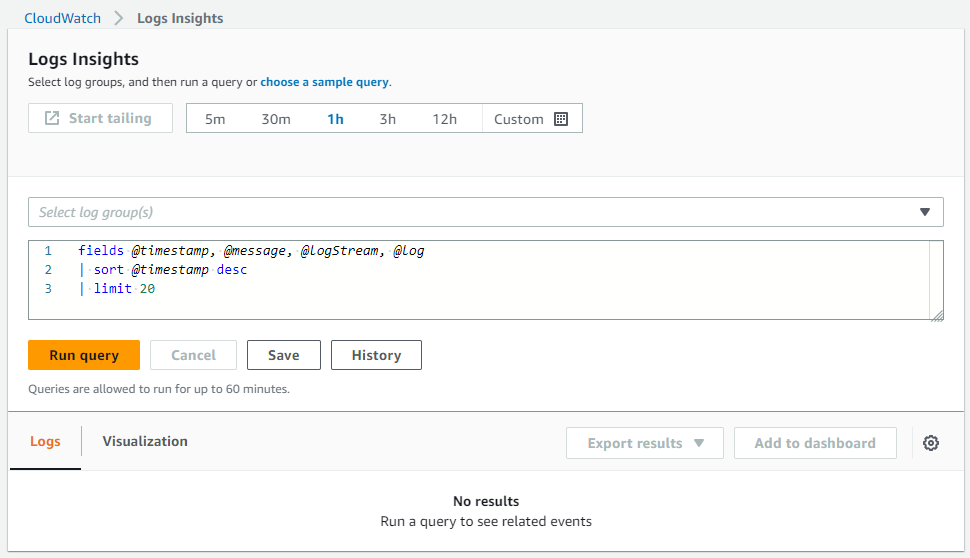 CloudWatch > Logs Insights
Logs Insights
Select log groups, and then run a query or choose a sample query.
Start tailing 5m 30m 1h 3h 12h Custom
Select log group(s)
1 fields @timestamp, @message, @logStream, @log
2 | sort @timestamp desc
3 | limit 20
Run query Cancel Save History
Queries are allowed to run for up to 60 minutes.
Logs Visualization Export results Add to dashboard
No results
Run a query to see related events